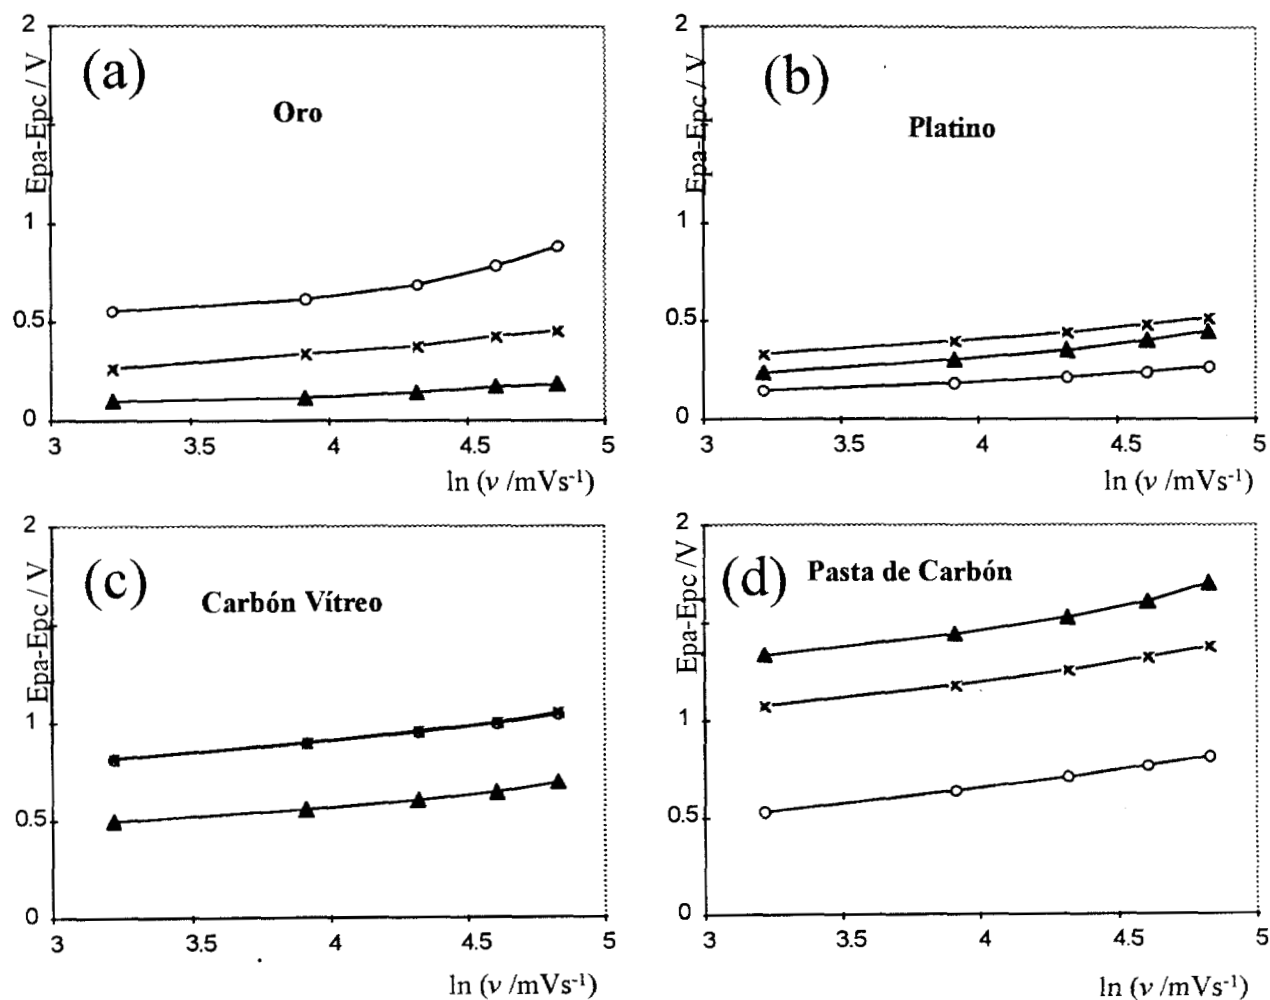 (a)
Oro
Epa-Epc / V
2
1
0.5
0
3
3.5
4
4.5
5
ln (ν /mVs⁻¹)
(b)
Platino
Epa-Epc / V
2
1
0.5
0
3
3.5
4
4.5
5
ln (ν /mVs⁻¹)
(c)
Carbón Vítreo
Epa-Epc / V
2
1
0.5
0
3
3.5
4
4.5
5
ln (ν /mVs⁻¹)
(d)
Pasta de Carbón
Epa-Epc /V
2
1
0.5
0
3
3.5
4
4.5
5
ln (ν /mVs⁻¹)